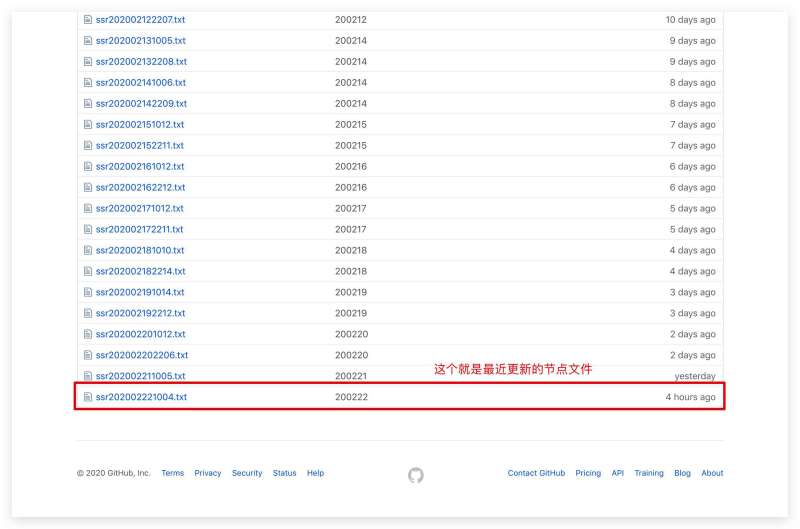 ssr202002122207.txt 200212 10 days ago
ssr202002131005.txt 200214 9 days ago
ssr202002132208.txt 200214 9 days ago
ssr202002141006.txt 200214 8 days ago
ssr202002142209.txt 200214 8 days ago
ssr202002151012.txt 200215 7 days ago
ssr202002152211.txt 200215 7 days ago
ssr202002161012.txt 200216 6 days ago
ssr202002162212.txt 200216 6 days ago
ssr202002171012.txt 200217 5 days ago
ssr202002172211.txt 200217 5 days ago
ssr202002181010.txt 200218 4 days ago
ssr202002182214.txt 200218 4 days ago
ssr202002191014.txt 200219 3 days ago
ssr202002192212.txt 200219 3 days ago
ssr202002201012.txt 200220 2 days ago
ssr202002202206.txt 200220 2 days ago
这个就是最近更新的节点文件
ssr202002211005.txt 200221 yesterday
ssr202002221004.txt 200222 4 hours ago
© 2020 GitHub, Inc. Terms Privacy Security Status Help Contact GitHub Pricing API Training Blog About